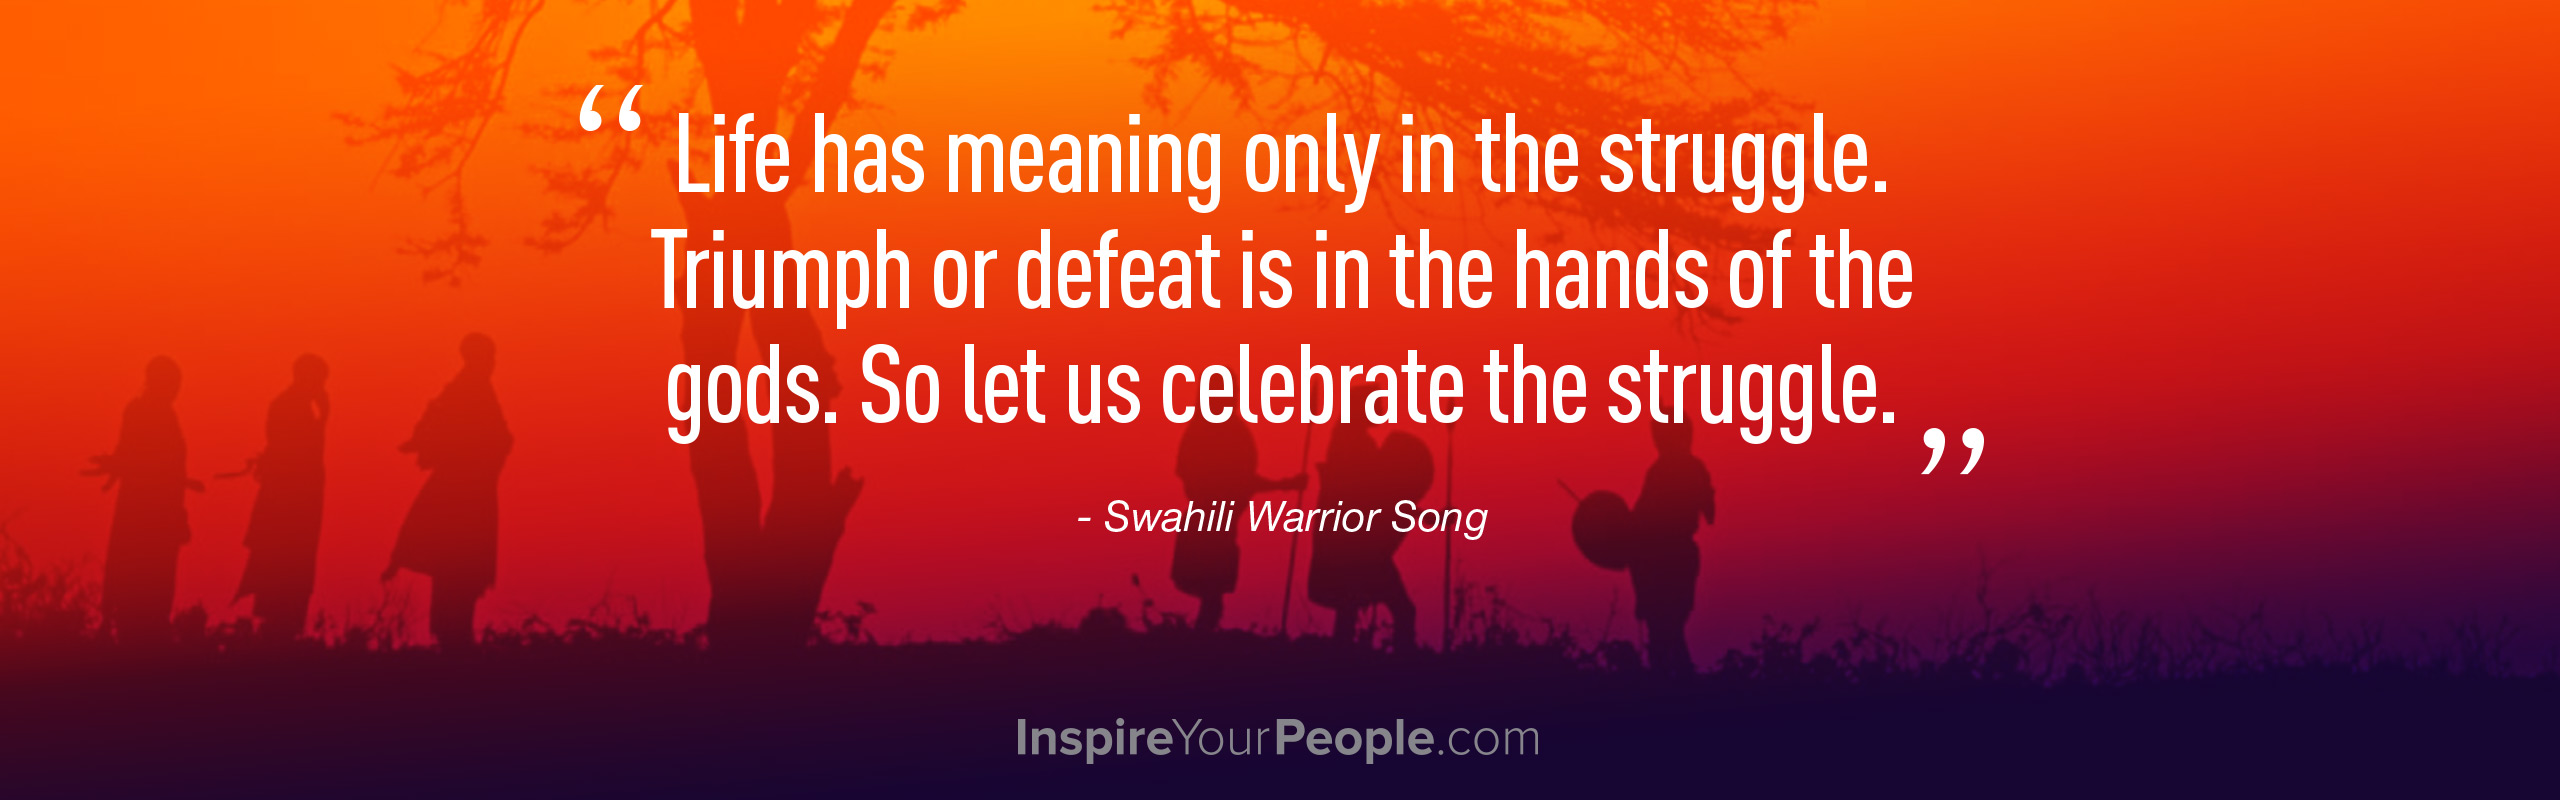 “ Life has meaning only in the struggle.
Triumph or defeat is in the hands of the
gods. So let us celebrate the struggle. ”
- Swahili Warrior Song
InspireYourPeople.com